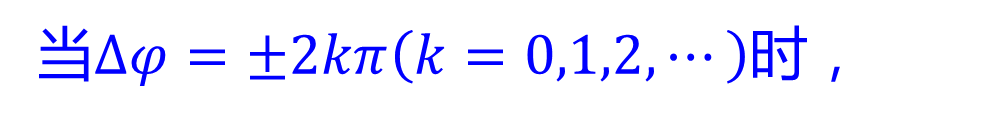 当Δφ = ±2kπ(k = 0,1,2,⋯)时，